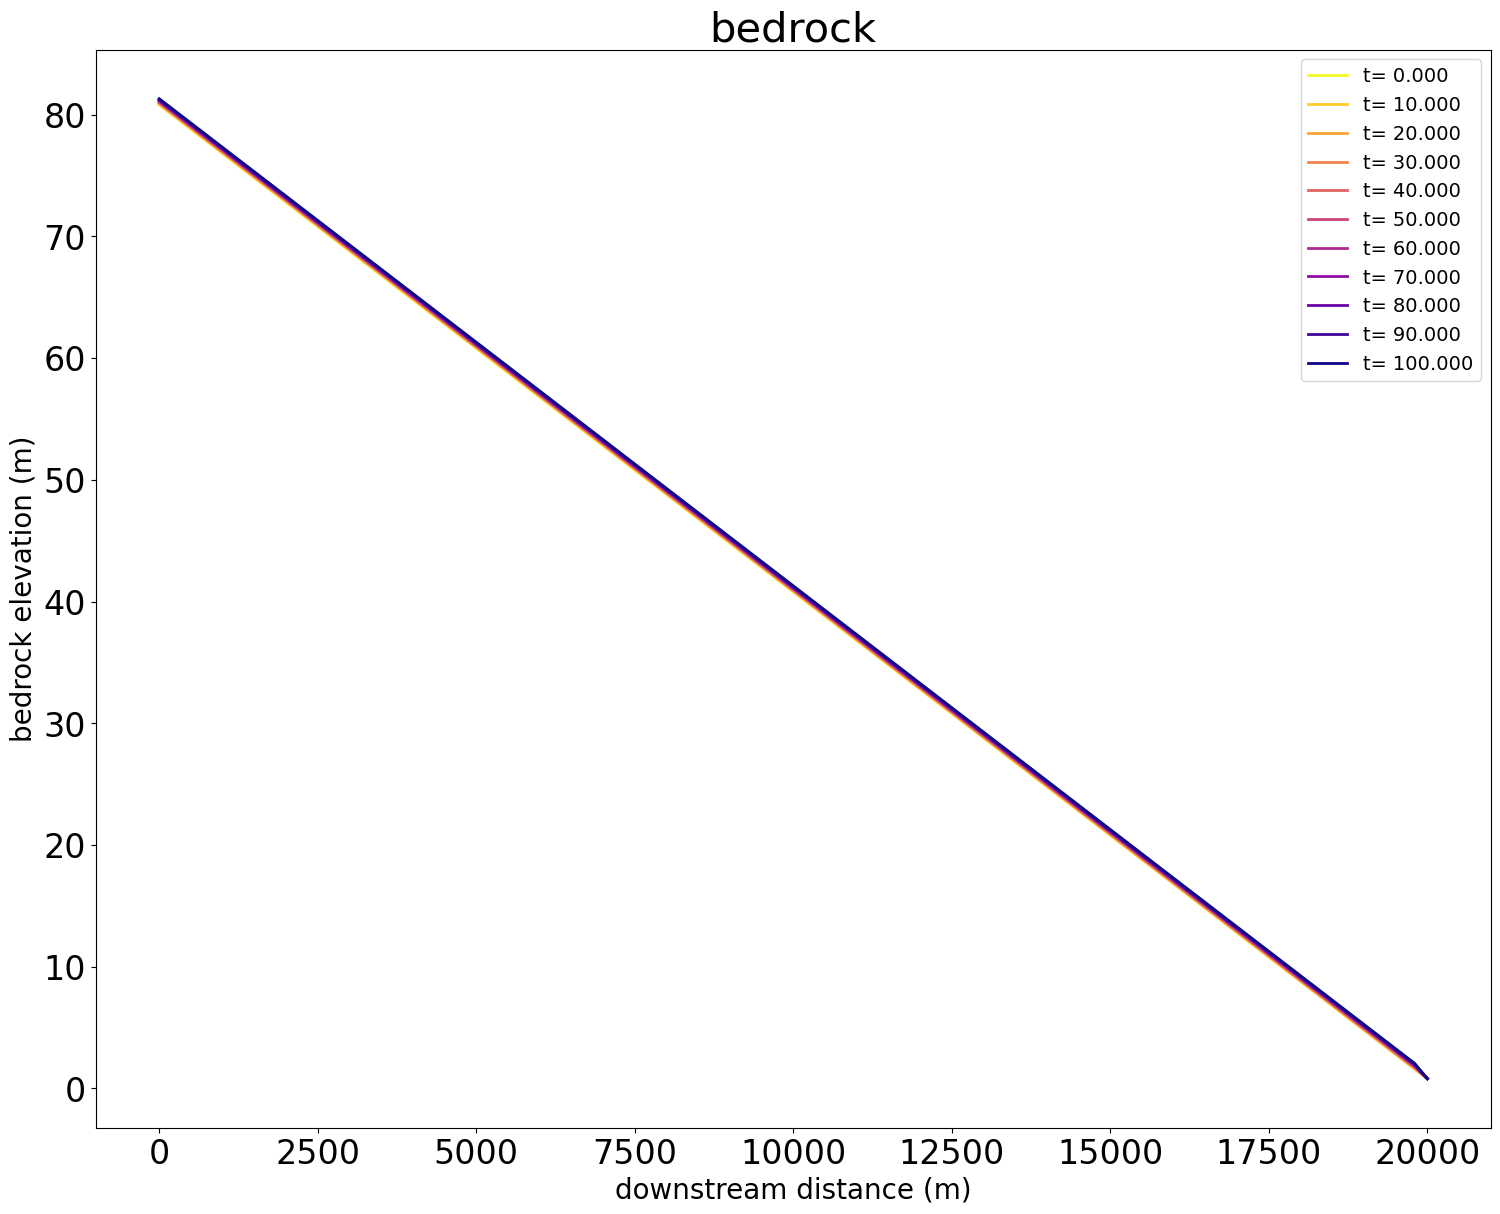 bedrock
t= 0.000
t= 10.000
t= 20.000
t= 30.000
t= 40.000
t= 50.000
t= 60.000
t= 70.000
t= 80.000
t= 90.000
t= 100.000
80
70
60
50
40
30
20
10
0
bedrock elevation (m)
0 2500 5000 7500 10000 12500 15000 17500 20000
downstream distance (m)